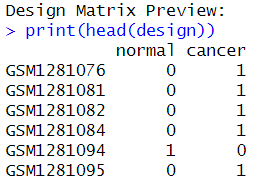 Design Matrix Preview:
> print(head(design))
normal cancer
GSM1281076 0 1
GSM1281081 0 1
GSM1281082 0 1
GSM1281084 0 1
GSM1281094 1 0
GSM1281095 0 1